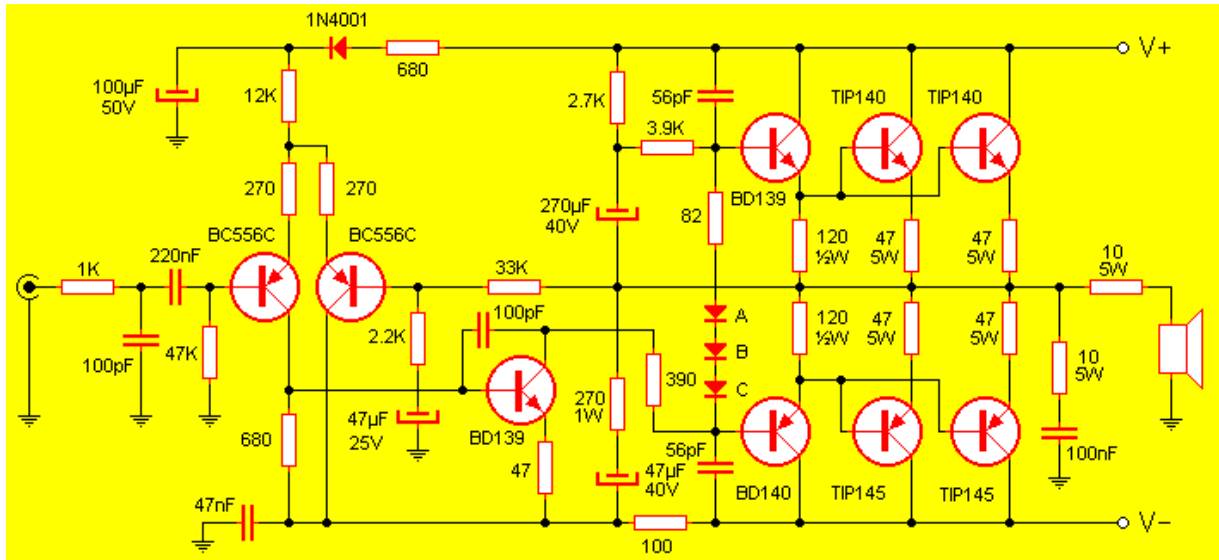 1N4001
V+
680
100µF
50V
12K
2.7K
56pF
TIP140
TIP140
3.9K
270
270
BD139
82
270µF
40V
BC556C
BC556C
120
½W
47
5W
47
5W
10
5W
220nF
1K
33K
100pF
A
B
C
100pF
47K
2.2K
120
½W
47
5W
47
5W
10
5W
390
270
1W
680
47µF
25V
BD139
56pF
100nF
47
47µF
40V
BD140
TIP145
TIP145
47nF
V-
100